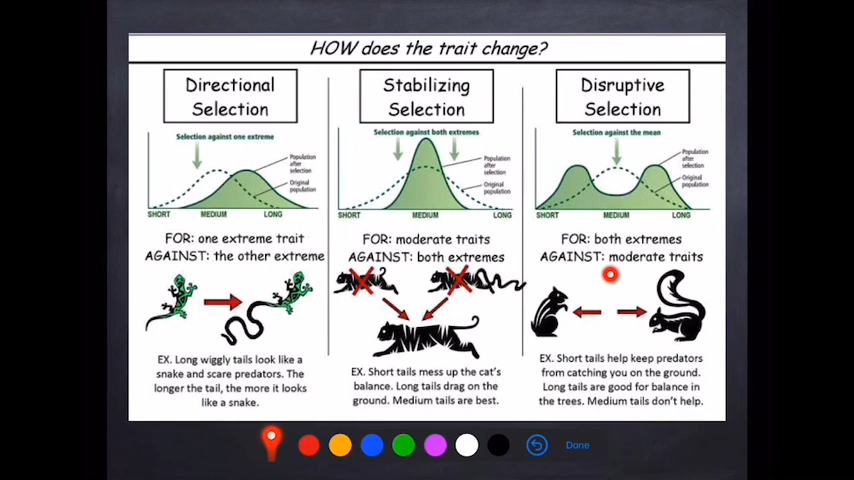 HOW does the trait change?
Directional
Selection
Selection against one extreme
Population
after
selection
Original
population
SHORT MEDIUM LONG
FOR: one extreme trait
AGAINST: the other extreme
EX. Long wiggly tails look like a
snake and scare predators. The
longer the tail, the more it looks
like a snake.
Stabilizing
Selection
Selection against both extremes
Population
after
selection
Original
population
SHORT MEDIUM LONG
FOR: moderate traits
AGAINST: both extremes
EX. Short tails mess up the cat's
balance. Long tails drag on the
ground. Medium tails are best.
Disruptive
Selection
Selection against the mean
Population
after
selection
Original
population
SHORT MEDIUM LONG
FOR: both extremes
AGAINST: moderate traits
EX. Short tails help keep predators
from catching you on the ground.
Long tails are good for balance in
the trees. Medium tails don't help.
Done